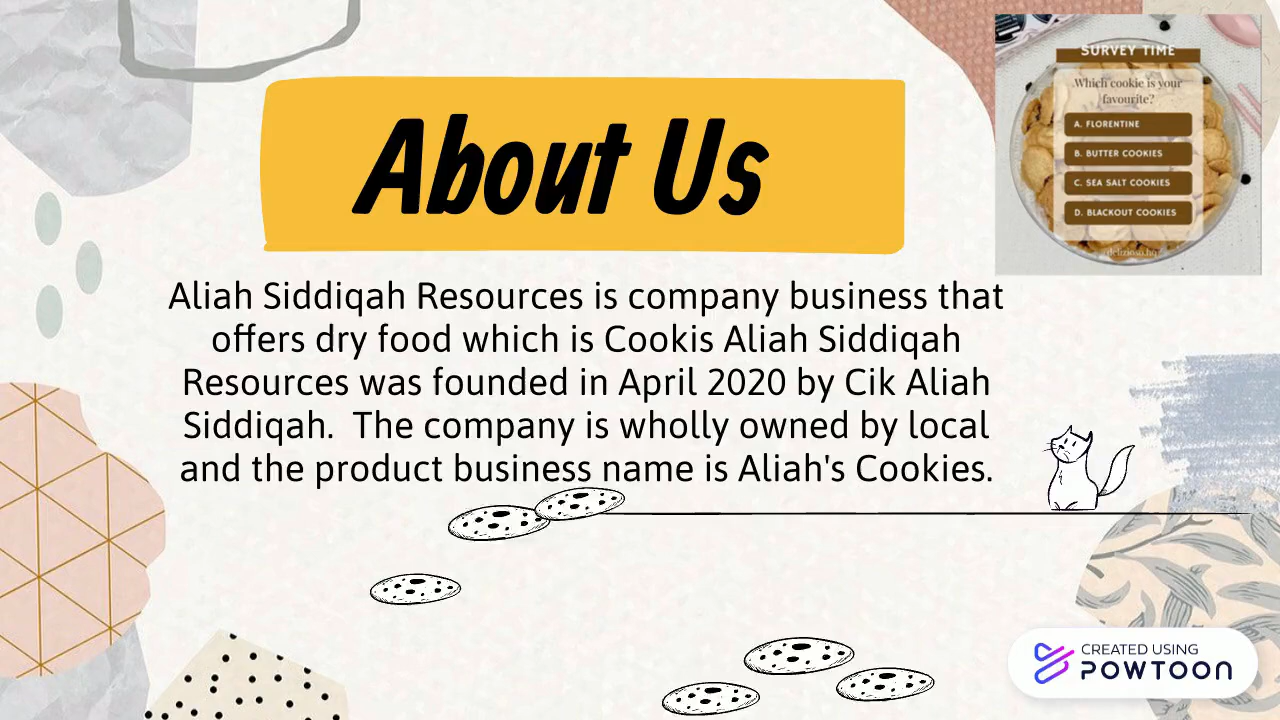 About Us
Aliah Siddiqah Resources is company business that
offers dry food which is Cookis Aliah Siddiqah
Resources was founded in April 2020 by Cik Aliah
Siddiqah.  The company is wholly owned by local
and the product business name is Aliah's Cookies.
SURVEY TIME
Which cookie is your
favourite?
A. FLORENTINE
B. BUTTER COOKIES
C. SEA SALT COOKIES
D. BLACKOUT COOKIES
delizioso.hq
CREATED USING
POWTOON